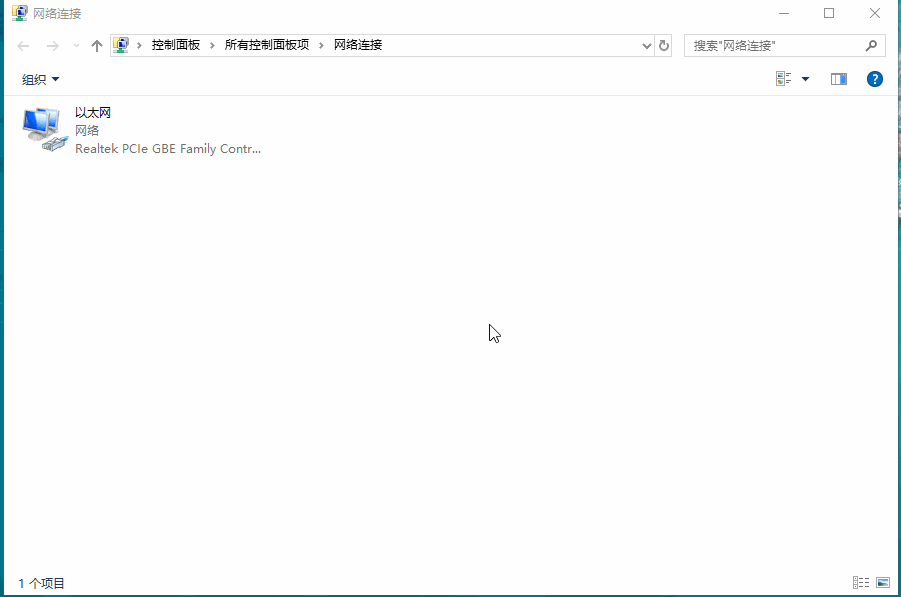 网络连接
控制面板 › 所有控制面板项 › 网络连接
搜索"网络连接"
组织
?
以太网
网络
Realtek PCIe GBE Family Contr...
1 个项目